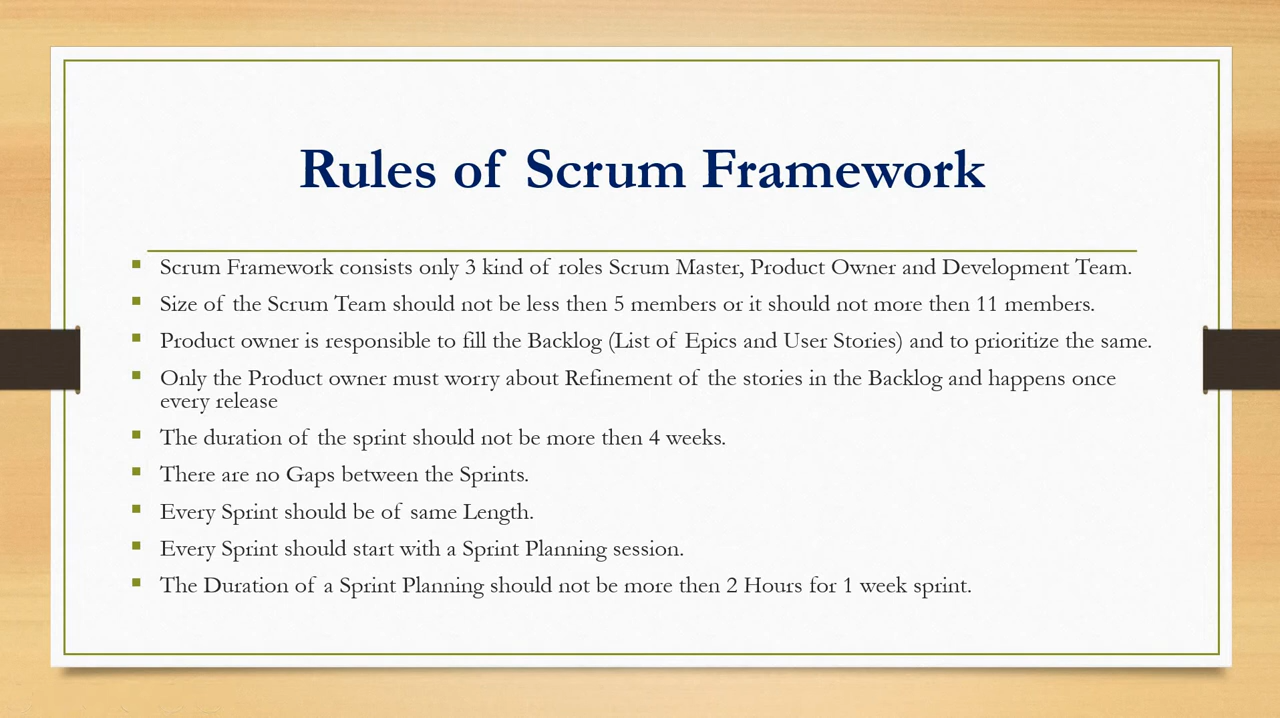 Rules of Scrum Framework
Scrum Framework consists only 3 kind of roles Scrum Master, Product Owner and Development Team.
Size of the Scrum Team should not be less then 5 members or it should not more then 11 members.
Product owner is responsible to fill the Backlog (List of Epics and User Stories) and to prioritize the same.
Only the Product owner must worry about Refinement of the stories in the Backlog and happens once
every release
The duration of the sprint should not be more then 4 weeks.
There are no Gaps between the Sprints.
Every Sprint should be of same Length.
Every Sprint should start with a Sprint Planning session.
The Duration of a Sprint Planning should not be more then 2 Hours for 1 week sprint.